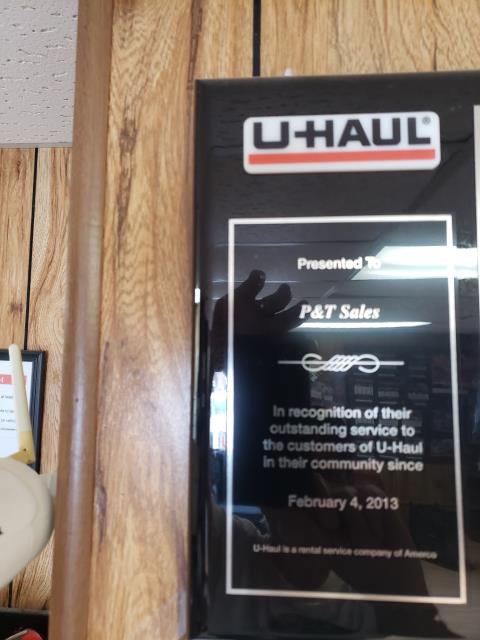 U-HAUL®
Presented To
P&T Sales
In recognition of their
outstanding service to
the customers of U-Haul
in their community since
February 4, 2013
U-Haul is a rental service company of Amerco